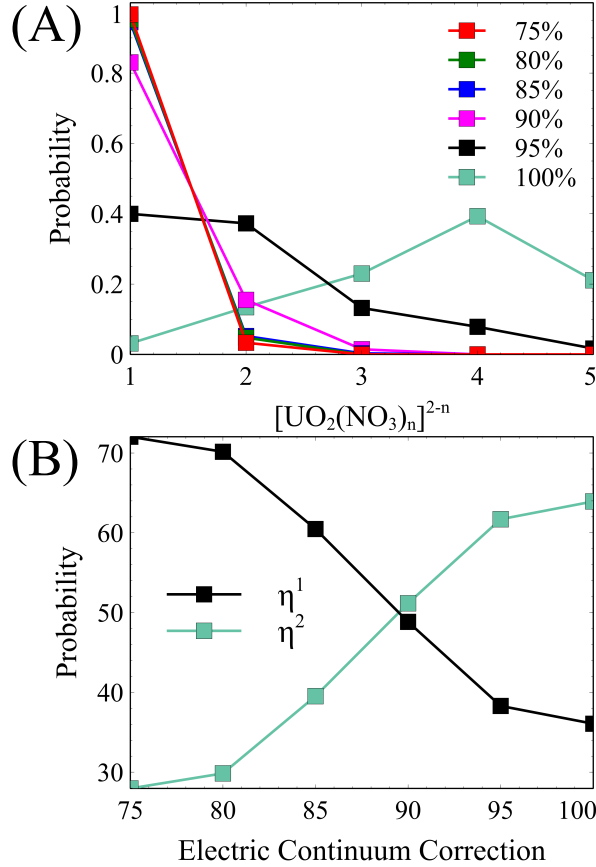 (A)
1
0.8
0.6
0.4
0.2
0
Probability
75%
80%
85%
90%
95%
100%
1 2 3 4 5
[UO₂(NO₃)ₙ]²⁻ⁿ
(B)
70
60
50
40
30
Probability
η¹
η²
75 80 85 90 95 100
Electric Continuum Correction